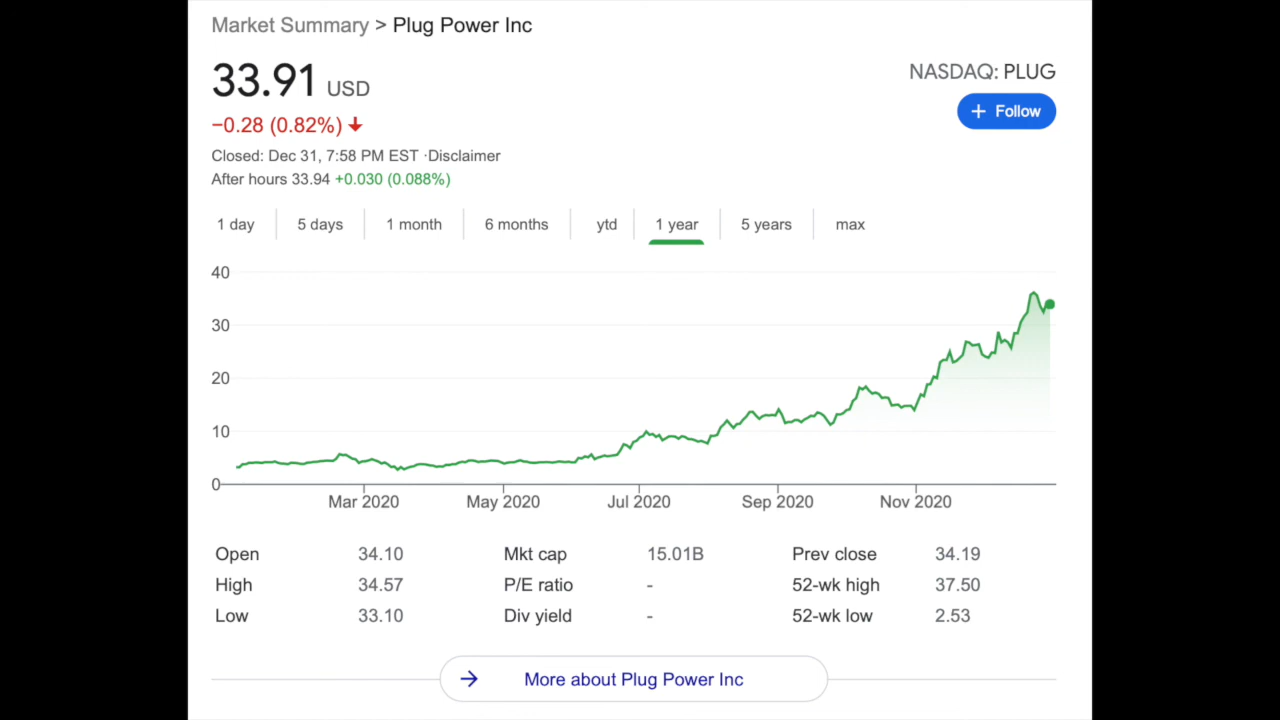 Market Summary > Plug Power Inc
33.91 USD
NASDAQ: PLUG
+ Follow
−0.28 (0.82%)
Closed: Dec 31, 7:58 PM EST ·Disclaimer
After hours 33.94 +0.030 (0.088%)
1 day 5 days 1 month 6 months ytd 1 year 5 years max
40
30
20
10
0
Mar 2020 May 2020 Jul 2020 Sep 2020 Nov 2020
Open 34.10 Mkt cap 15.01B Prev close 34.19
High 34.57 P/E ratio - 52-wk high 37.50
Low 33.10 Div yield - 52-wk low 2.53
More about Plug Power Inc